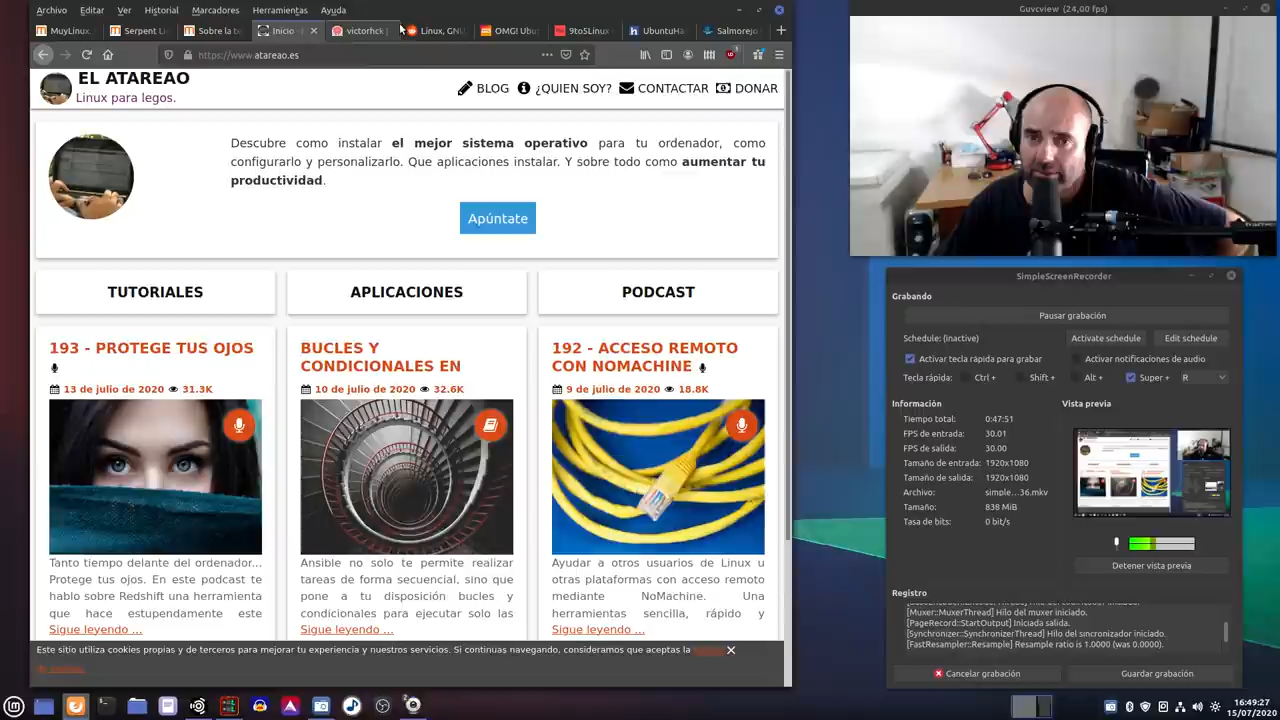 Archivo Editar Ver Historial Marcadores Herramientas Ayuda
Guvcview (24,00 fps)
MuyLinux
Serpent Li
Sobre la te
Inicio
victorhck
Linux, GNU
OMG! Ubu
9to5Linux
UbuntuHa
Salmorejo
https://www.atareao.es
EL ATAREAO
Linux para legos.
BLOG
¿QUIEN SOY?
CONTACTAR
DONAR
Descubre como instalar el mejor sistema operativo para tu ordenador, como
configurarlo y personalizarlo. Que aplicaciones instalar. Y sobre todo como aumentar tu
productividad.
Apúntate
TUTORIALES
APLICACIONES
PODCAST
193 - PROTEGE TUS OJOS
13 de julio de 2020 31.3K
Tanto tiempo delante del ordenador...
Protege tus ojos. En este podcast te
hablo sobre Redshift una herramienta
que hace estupendamente este
Sigue leyendo ...
BUCLES Y
CONDICIONALES EN
10 de julio de 2020 32.6K
Ansible no solo te permite realizar
tareas de forma secuencial, sino que
pone a tu disposición bucles y
condicionales para ejecutar solo las
Sigue leyendo ...
192 - ACCESO REMOTO
CON NOMACHINE
9 de julio de 2020 18.8K
Ayudar a otros usuarios de Linux u
otras plataformas con acceso remoto
mediante NoMachine. Una
herramientas sencilla, rápido y
Sigue leyendo ...
Este sitio utiliza cookies propias y de terceros para mejorar tu experiencia y nuestros servicios. Si continuas navegando, consideramos que aceptas la
SimpleScreenRecorder
Grabando
Pausar grabación
Schedule: (inactive)
Activate schedule
Edit schedule
Activar tecla rápida para grabar
Activar notificaciones de audio
Tecla rápida: Ctrl + Shift + Alt + Super + R
Información
Tiempo total: 0:47:51
FPS de entrada: 30.01
FPS de salida: 30.00
Tamaño de entrada: 1920x1080
Tamaño de salida: 1920x1080
Archivo: simple...36.mkv
Tamaño: 838 MiB
Tasa de bits: 0 bit/s
Vista previa
Detener vista previa
Registro
[Muxer::MuxerThread] Hilo del muxer iniciado.
[PageRecord::StartOutput] Iniciada salida.
[Synchronizer::SynchronizerThread] Hilo del sincronizador iniciado.
[FastResampler::Resample] Resample ratio is 1.0000 (was 0.0000).
Cancelar grabación
Guardar grabación
16:49:27
15/07/2020